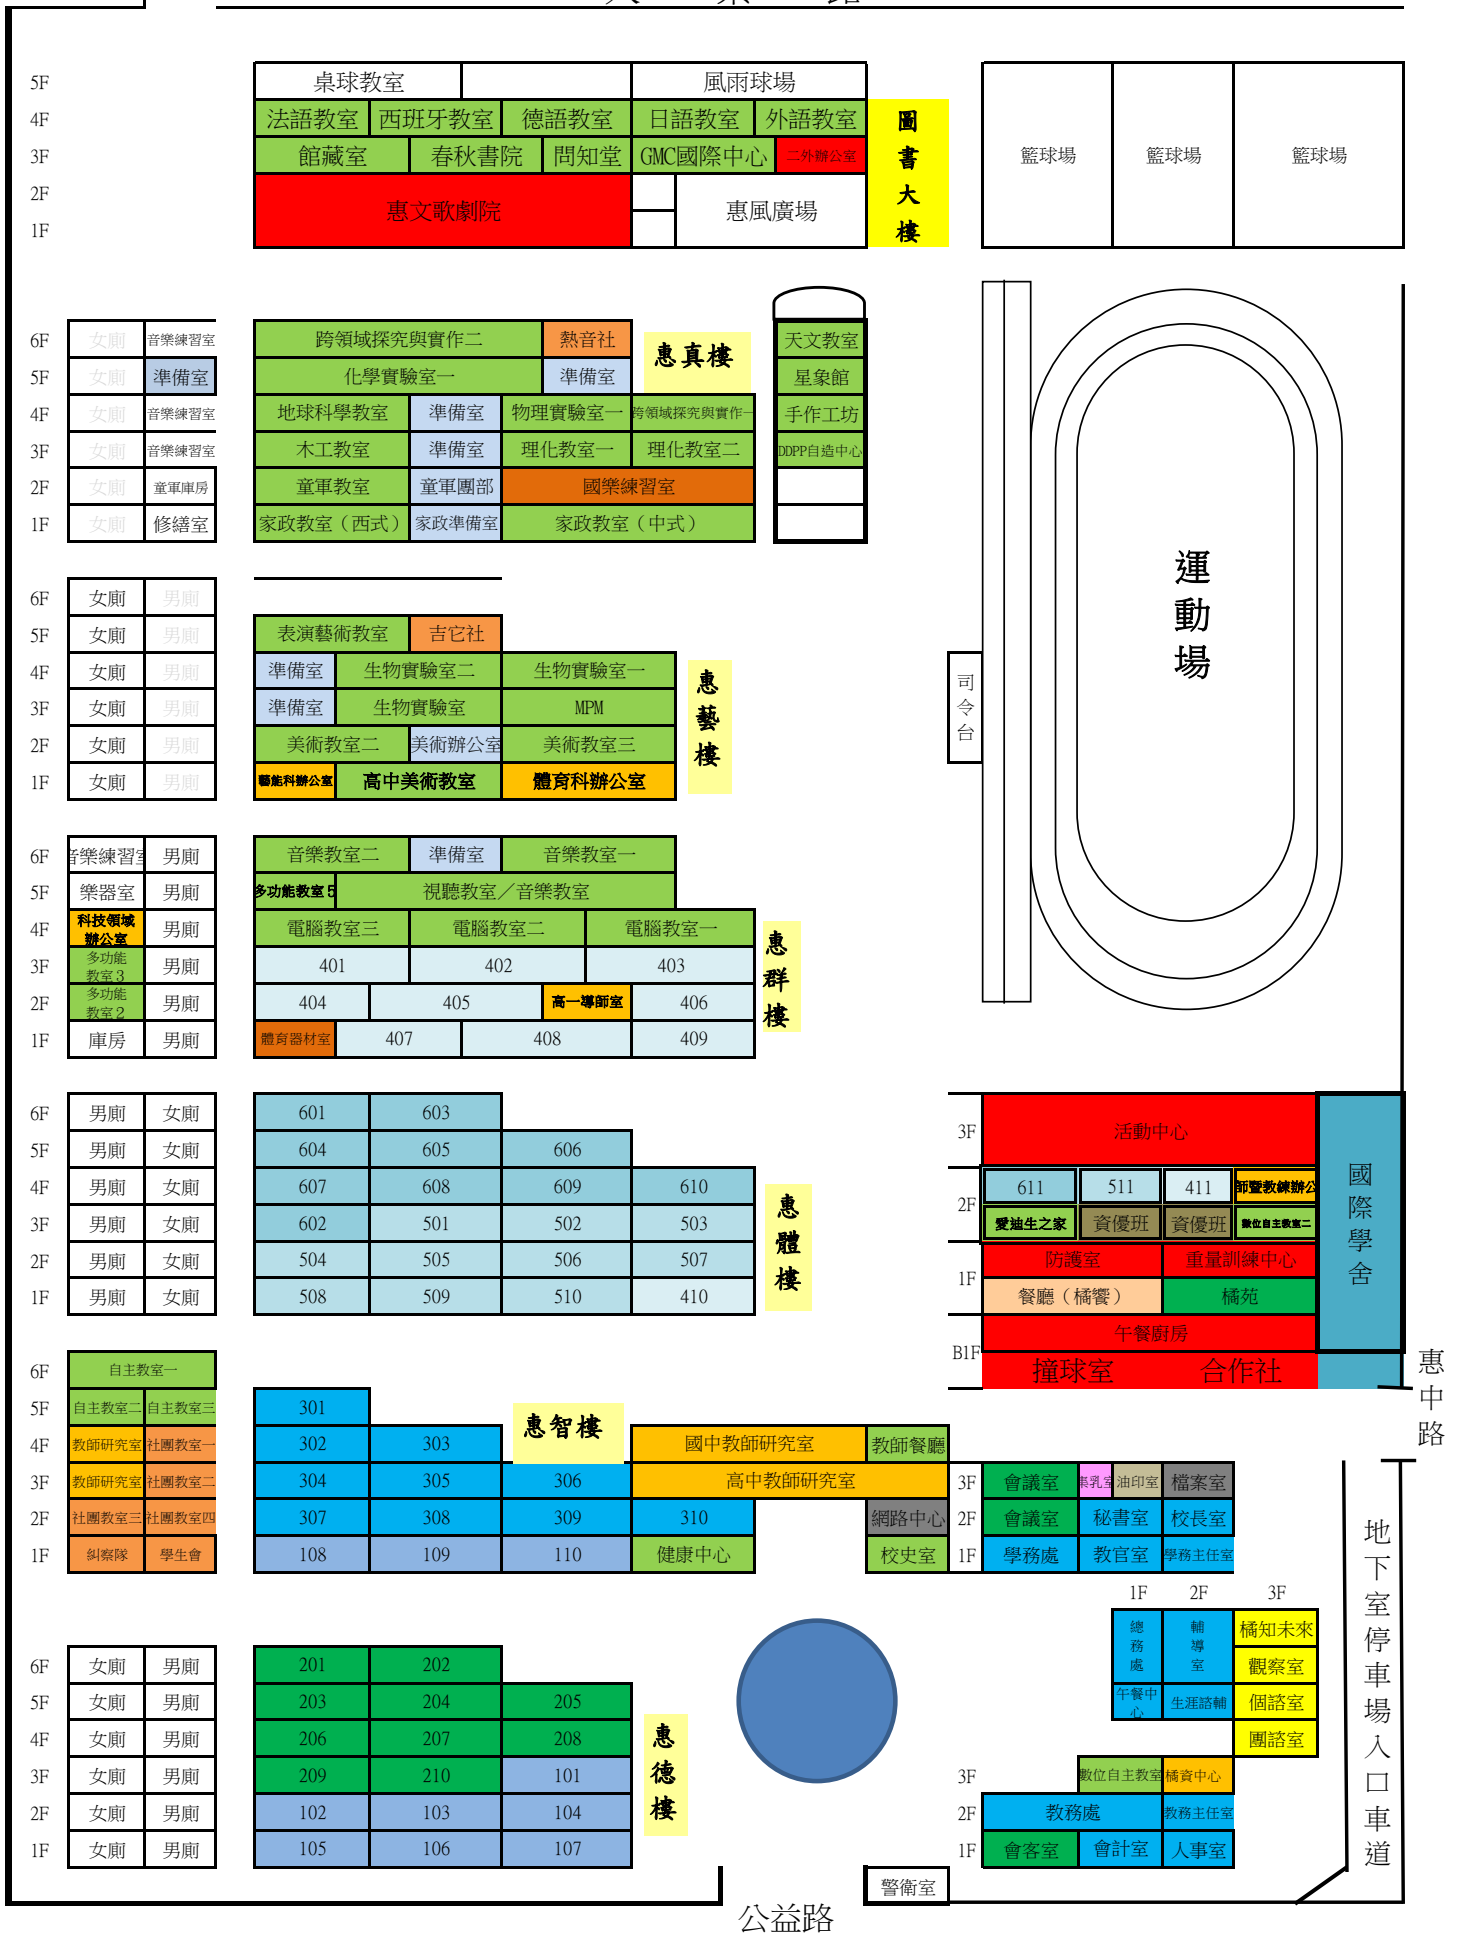 5F 桌球教室 風雨球場
4F 法語教室 西班牙教室 德語教室 日語教室 外語教室
3F 館藏室 春秋書院 問知堂 GMC國際中心 二外辦公室
2F
1F
惠文歌劇院 惠風廣場
圖書大樓
籃球場 籃球場 籃球場
6F 女廁 音樂練習室 跨領域探究與實作二 熱音社 天文教室
5F 女廁 準備室 化學實驗室一 準備室 星象館
4F 女廁 音樂練習室 地球科學教室 準備室 物理實驗室一 跨領域探究與實作一 手作工坊
3F 女廁 音樂練習室 木工教室 準備室 理化教室一 理化教室二 DDPP自造中心
2F 女廁 童軍庫房 童軍教室 童軍團部 國樂練習室
1F 女廁 修繕室 家政教室（西式） 家政準備室 家政教室（中式）
惠真樓
運動場
司令台
6F 女廁 男廁
5F 女廁 男廁 表演藝術教室 吉它社
4F 女廁 男廁 準備室 生物實驗室二 生物實驗室一
3F 女廁 男廁 準備室 生物實驗室 MPM
2F 女廁 男廁 美術教室二 美術辦公室 美術教室三
1F 女廁 男廁 藝能科辦公室 高中美術教室 體育科辦公室
惠藝樓
6F 音樂練習室 男廁 音樂教室二 準備室 音樂教室一
5F 樂器室 男廁 多功能教室5 視聽教室／音樂教室
4F 科技領域辦公室 男廁 電腦教室三 電腦教室二 電腦教室一
3F 多功能教室3 男廁 401 402 403
2F 多功能教室2 男廁 404 405 高一導師室 406
1F 庫房 男廁 體育器材室 407 408 409
惠群樓
6F 男廁 女廁 601 603
5F 男廁 女廁 604 605 606
4F 男廁 女廁 607 608 609 610
3F 男廁 女廁 602 501 502 503
2F 男廁 女廁 504 505 506 507
1F 男廁 女廁 508 509 510 410
惠體樓
3F 活動中心
2F 611 511 411 師暨教練辦公
愛迪生之家 資優班 資優班 數位自主教室二
1F 防護室 重量訓練中心
餐廳（橘饗） 橘苑
B1F 午餐廚房
撞球室 合作社
國際學舍
惠中路
6F 自主教室一
5F 自主教室二 自主教室三 301
4F 教師研究室 社團教室一 302 303 國中教師研究室 教師餐廳
3F 教師研究室 社團教室二 304 305 306 高中教師研究室 3F 會議室 集乳室 油印室 檔案室
2F 社團教室三 社團教室四 307 308 309 310 網路中心 2F 會議室 秘書室 校長室
1F 糾察隊 學生會 108 109 110 健康中心 校史室 1F 學務處 教官室 學務主任室
惠智樓
1F 2F 3F
總務處 輔導室 橘知未來
觀察室
午餐中心 生涯諮輔 個諮室
團諮室
地下室停車場入口車道
6F 女廁 男廁 201 202
5F 女廁 男廁 203 204 205
4F 女廁 男廁 206 207 208
3F 女廁 男廁 209 210 101 3F 數位自主教室 橘資中心
2F 女廁 男廁 102 103 104 2F 教務處 教務主任室
1F 女廁 男廁 105 106 107 1F 會客室 會計室 人事室
惠德樓
警衛室
公益路